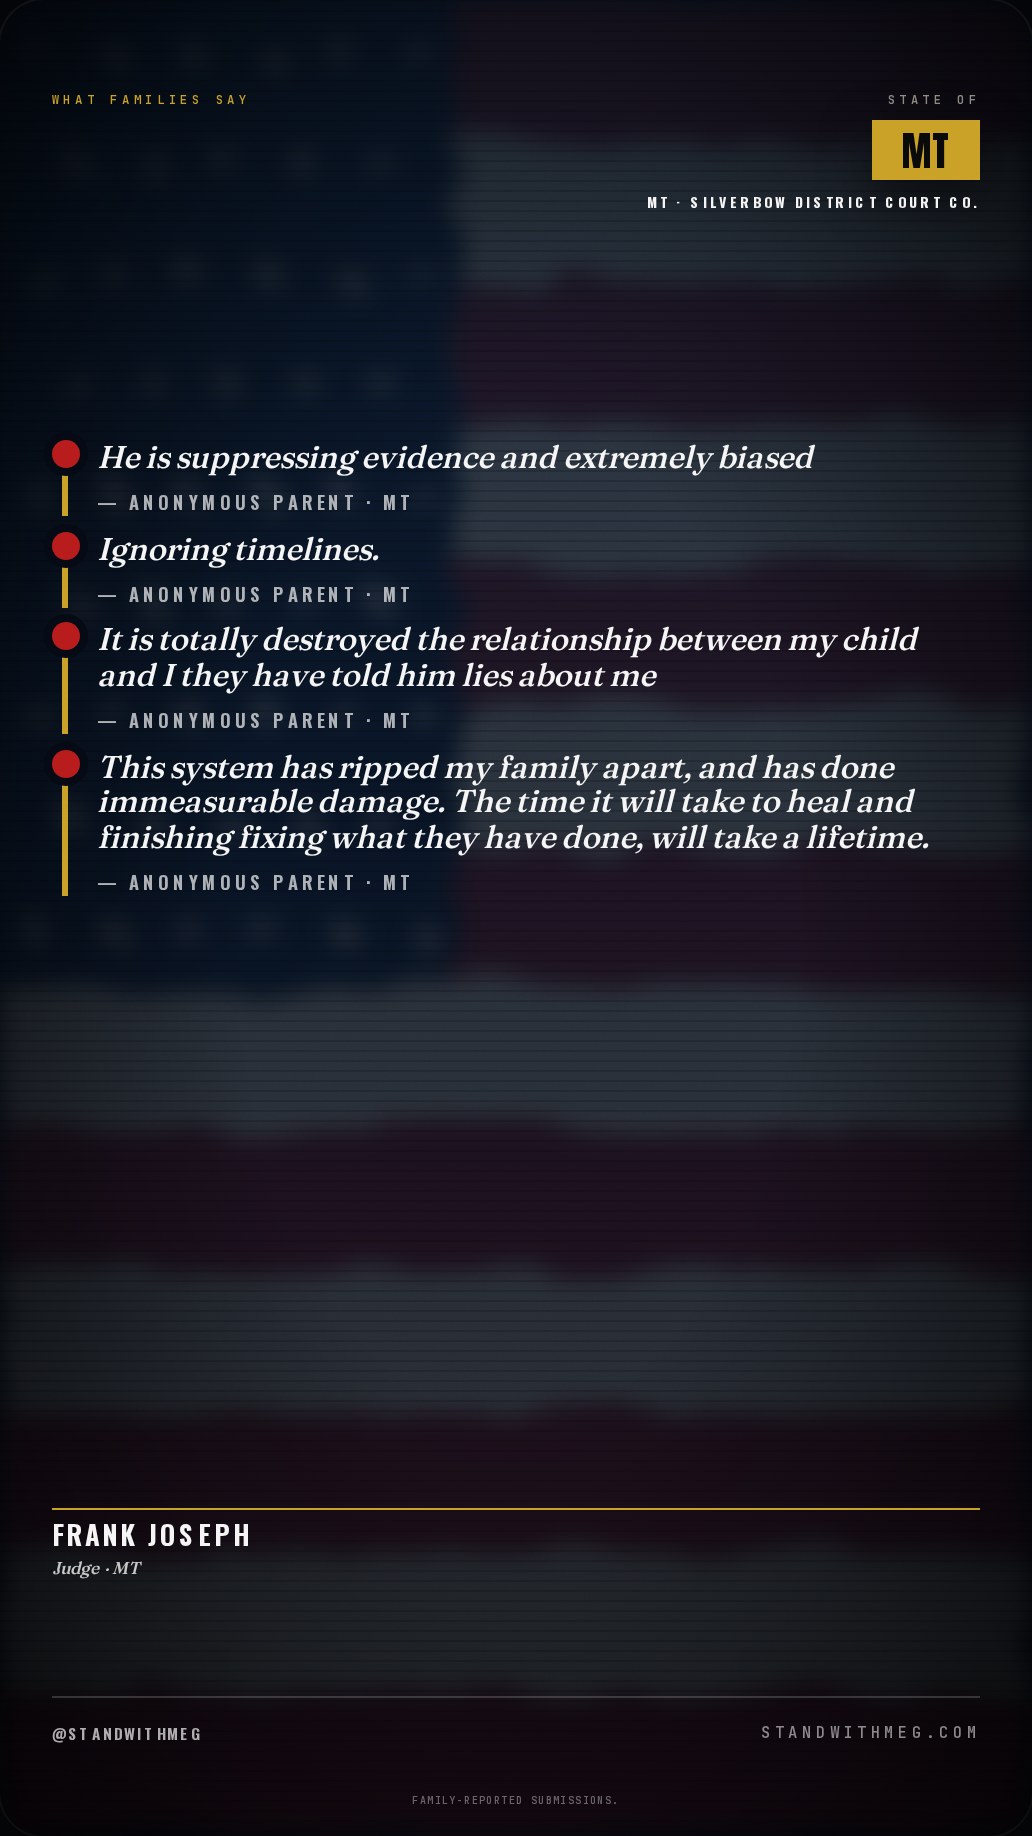 WHAT FAMILIES SAY
STATE OF
MT
MT · SILVERBOW DISTRICT COURT CO.
He is suppressing evidence and extremely biased
— ANONYMOUS PARENT · MT
Ignoring timelines.
— ANONYMOUS PARENT · MT
It is totally destroyed the relationship between my child
and I they have told him lies about me
— ANONYMOUS PARENT · MT
This system has ripped my family apart, and has done
immeasurable damage. The time it will take to heal and
finishing fixing what they have done, will take a lifetime.
— ANONYMOUS PARENT · MT
FRANK JOSEPH
Judge · MT
@STANDWITHMEG
STANDWITHMEG.COM
FAMILY-REPORTED SUBMISSIONS.